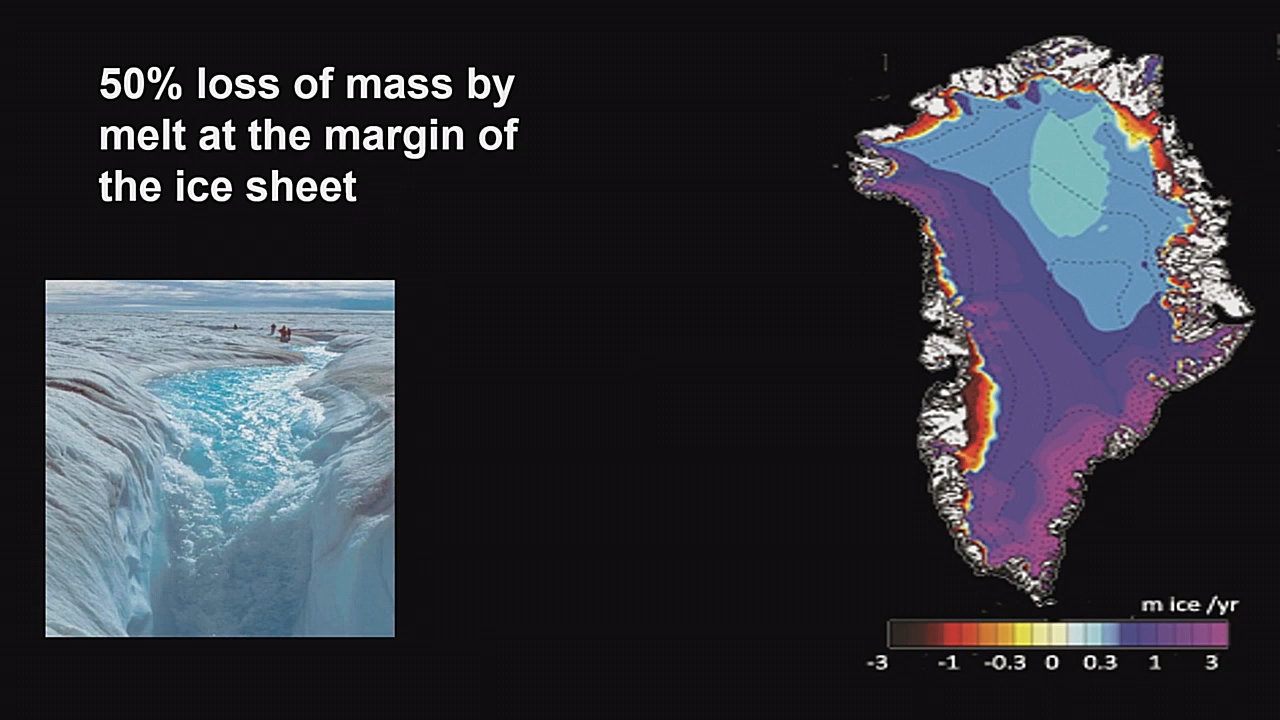 50% loss of mass by
melt at the margin of
the ice sheet
m ice /yr
-3 -1 -0.3 0 0.3 1 3